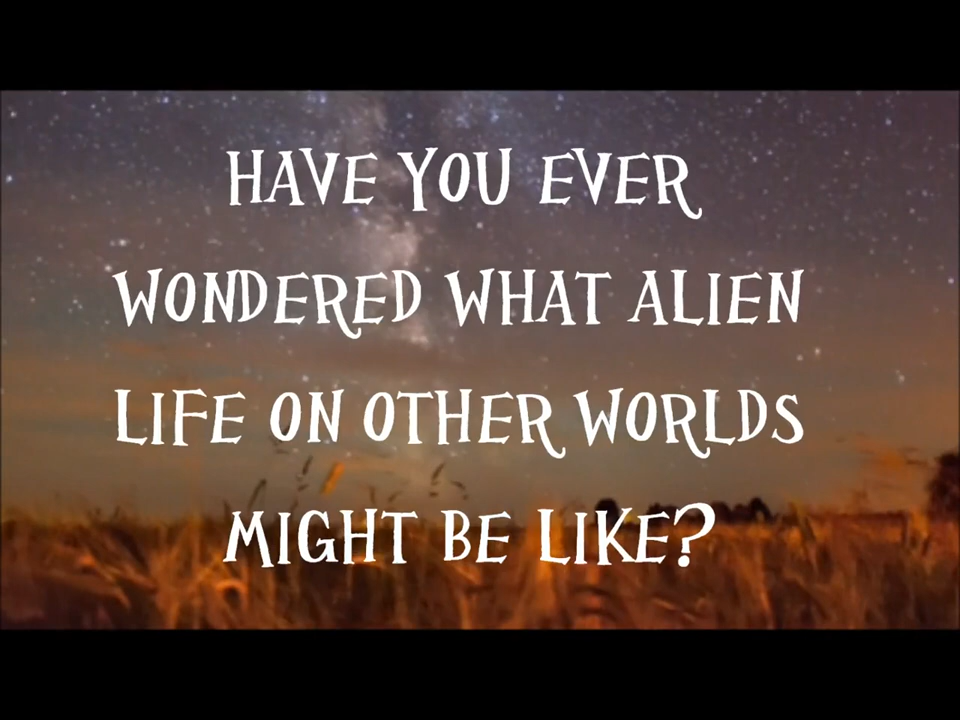 HAVE YOU EVER
WONDERED WHAT ALIEN
LIFE ON OTHER WORLDS
MIGHT BE LIKE?